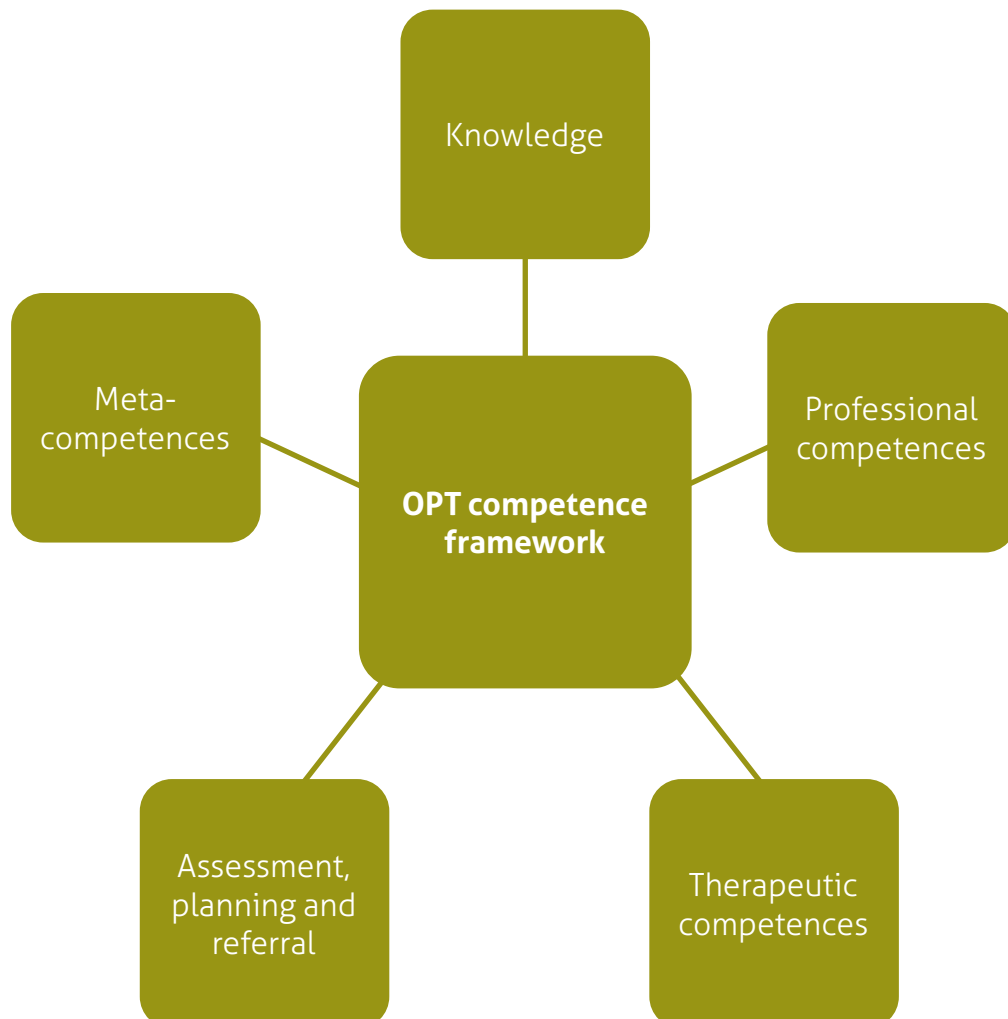 Knowledge
Meta-
competences
Professional
competences
OPT competence
framework
Assessment,
planning and
referral
Therapeutic
competences